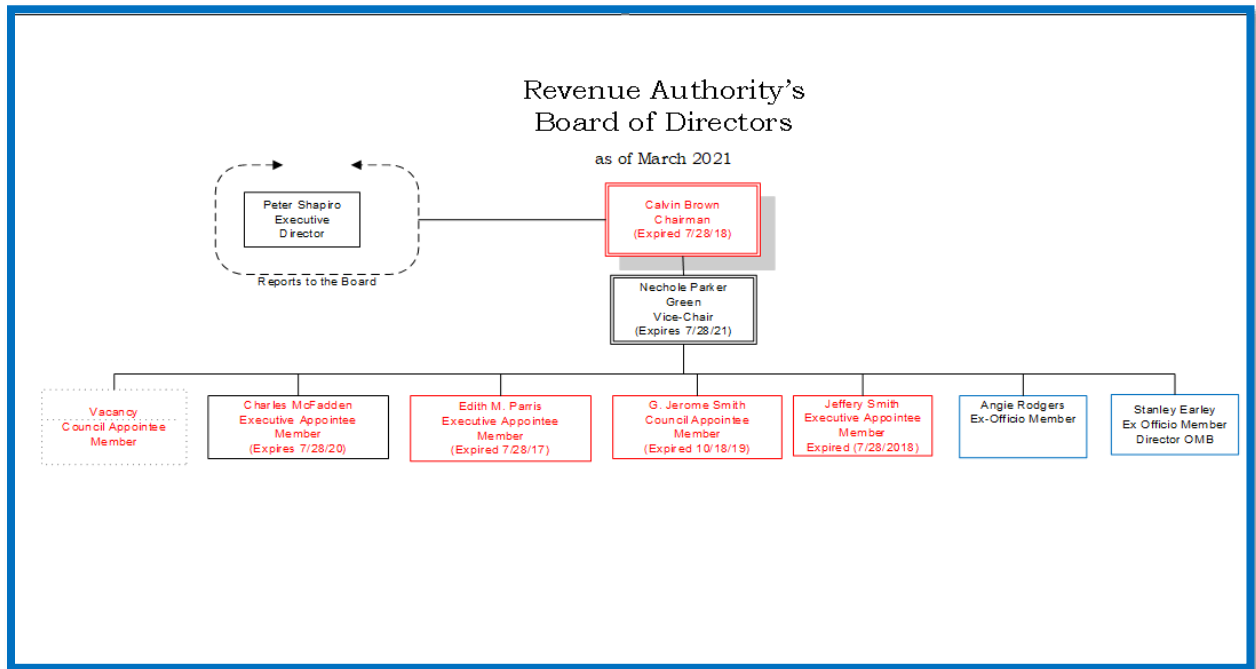 Revenue Authority's
Board of Directors
as of March 2021
Peter Shapiro
Executive
Director
Reports to the Board
Calvin Brown
Chairman
(Expired 7/28/18)
Nechole Parker
Green
Vice-Chair
(Expires 7/28/21)
Vacancy
Council Appointee
Member
Charles McFadden
Executive Appointee
Member
(Expires 7/28/20)
Edith M. Parris
Executive Appointee
Member
(Expired 7/28/17)
G. Jerome Smith
Council Appointee
Member
(Expired 10/18/19)
Jeffery Smith
Executive Appointee
Member
Expired (7/28/2018)
Angie Rodgers
Ex-Officio Member
Stanley Earley
Ex Officio Member
Director OMB